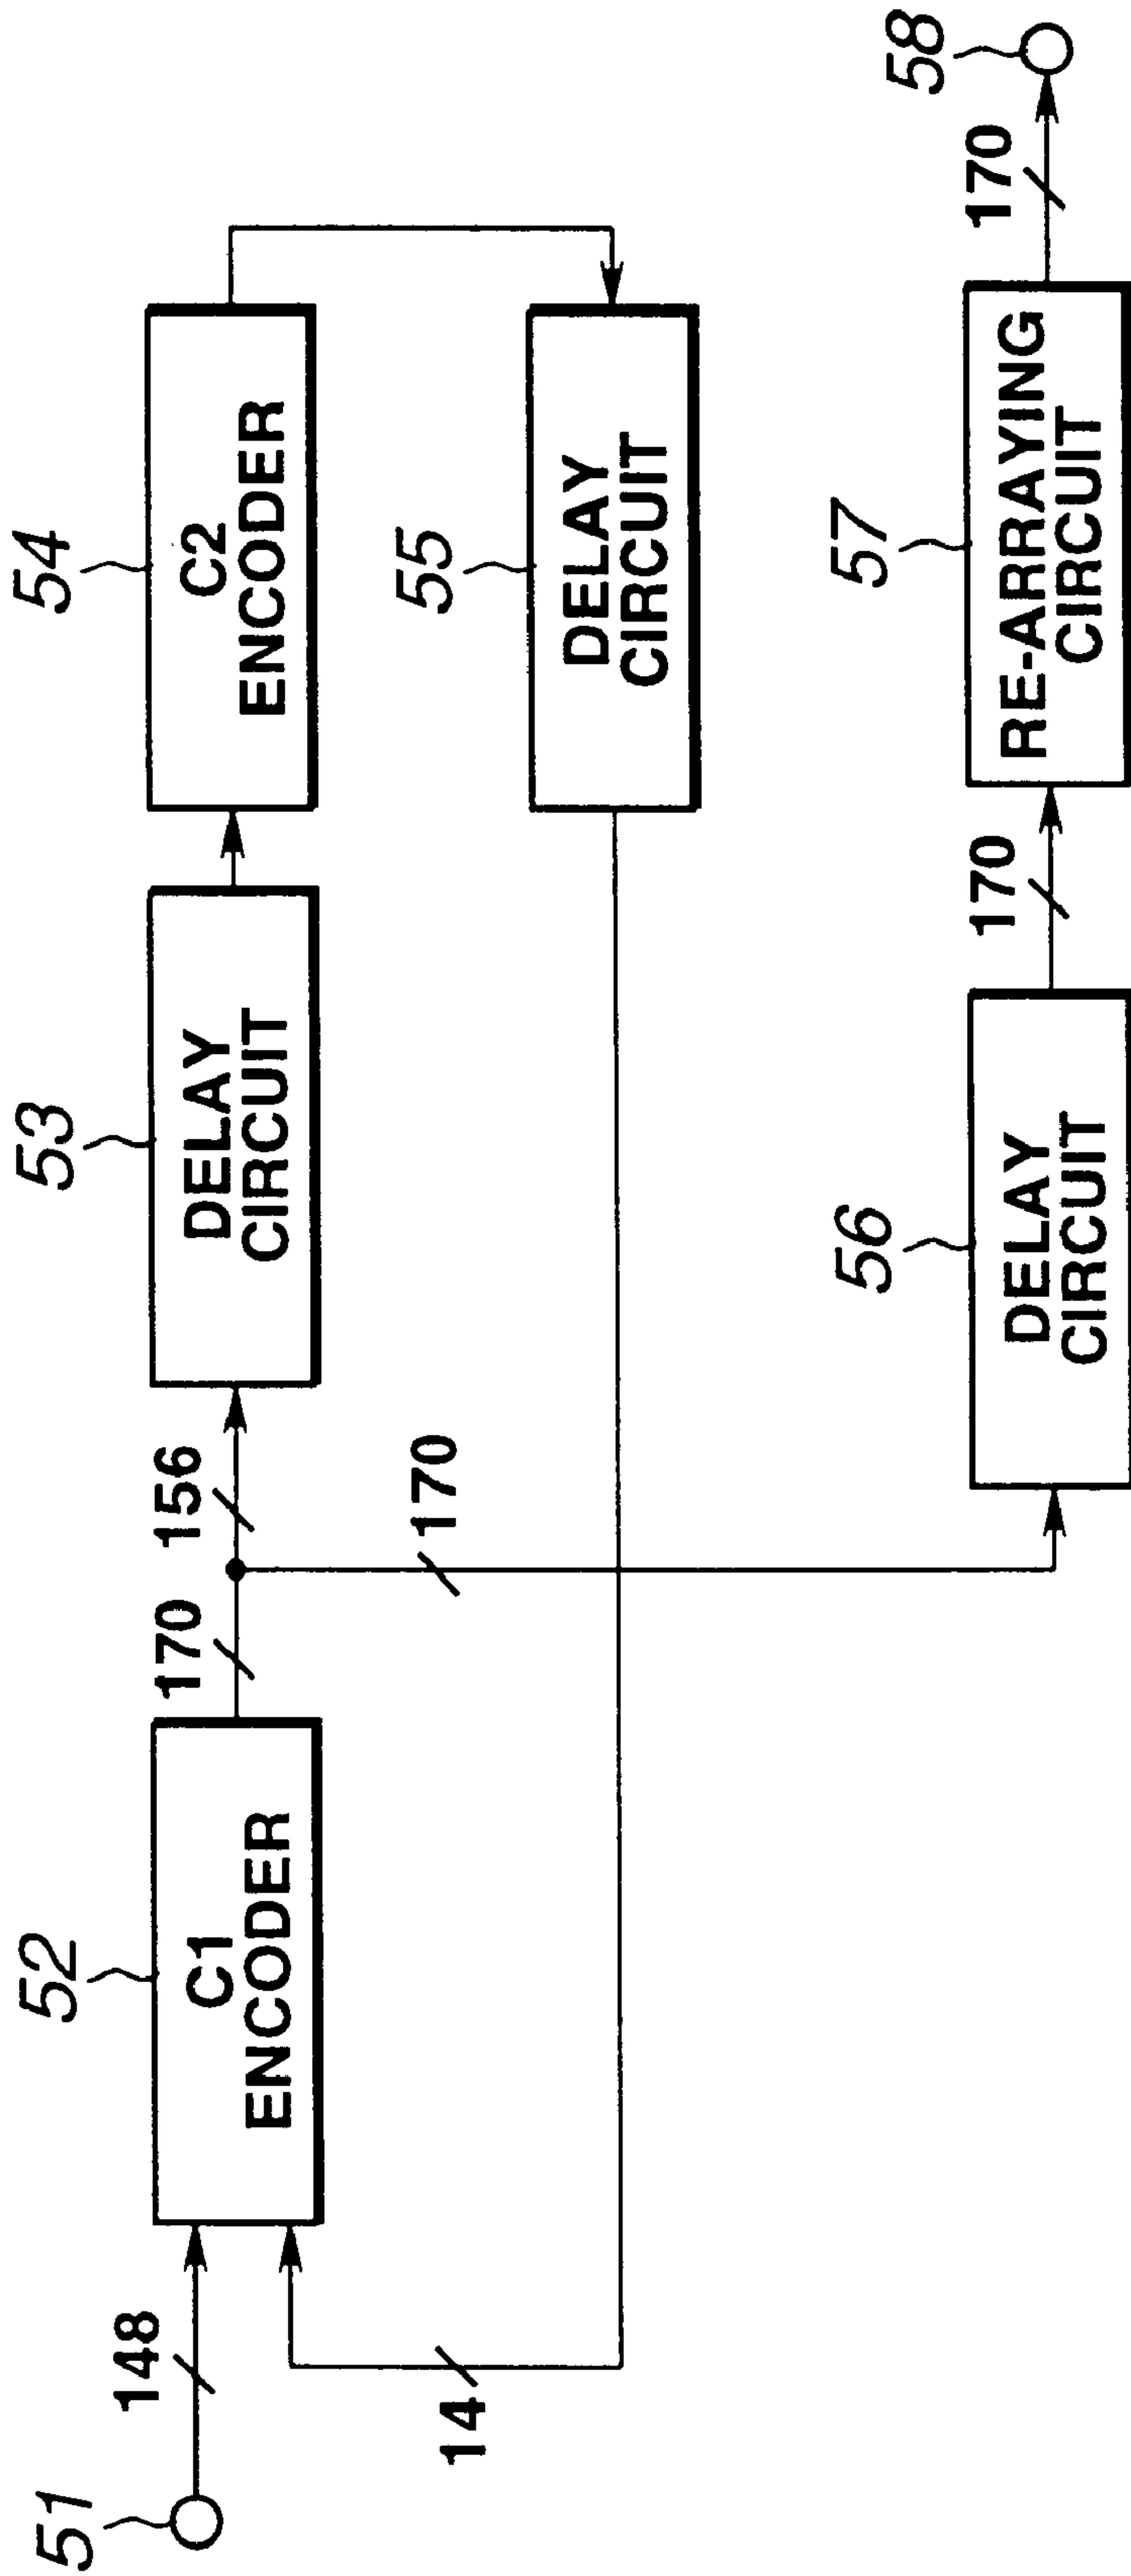 51
148
52
C1
ENCODER
170
156
53
DELAY
CIRCUIT
54
C2
ENCODER
14
170
55
DELAY
CIRCUIT
56
DELAY
CIRCUIT
170
57
RE-ARRAYING
CIRCUIT
170
58